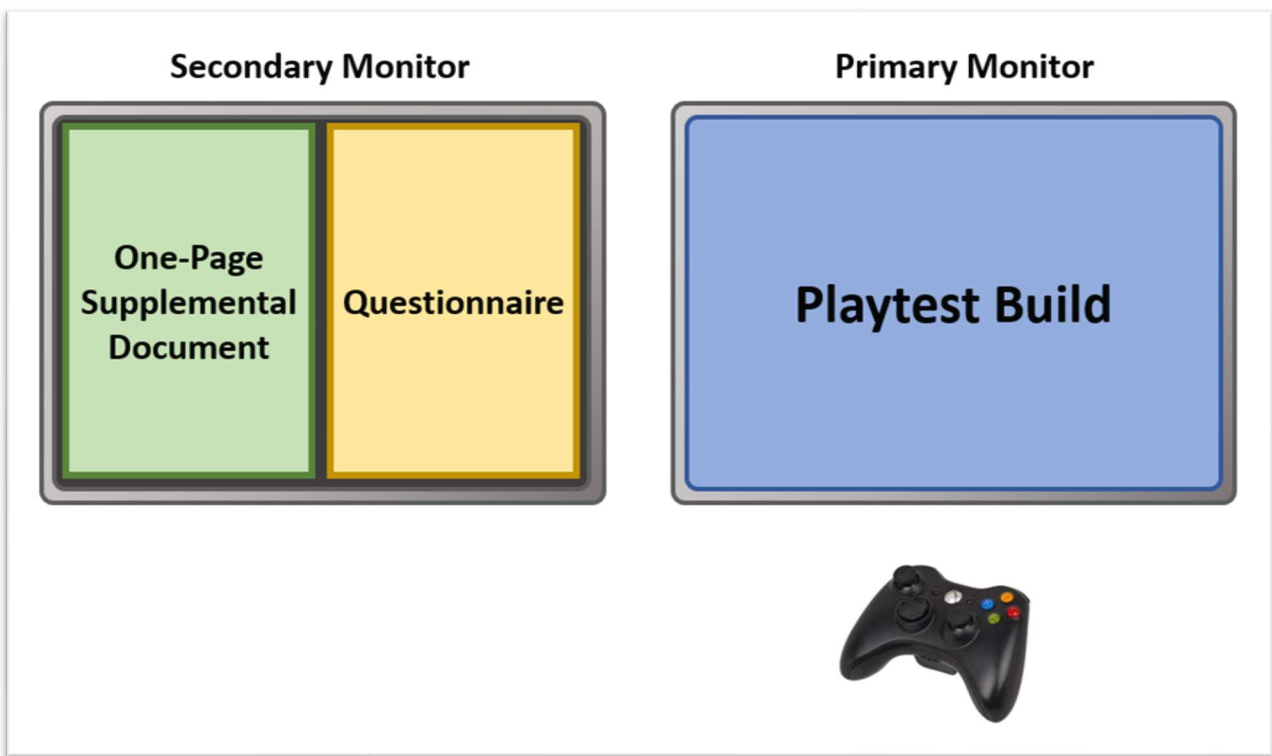 Secondary Monitor
Primary Monitor
One-Page
Supplemental
Document
Questionnaire
Playtest Build